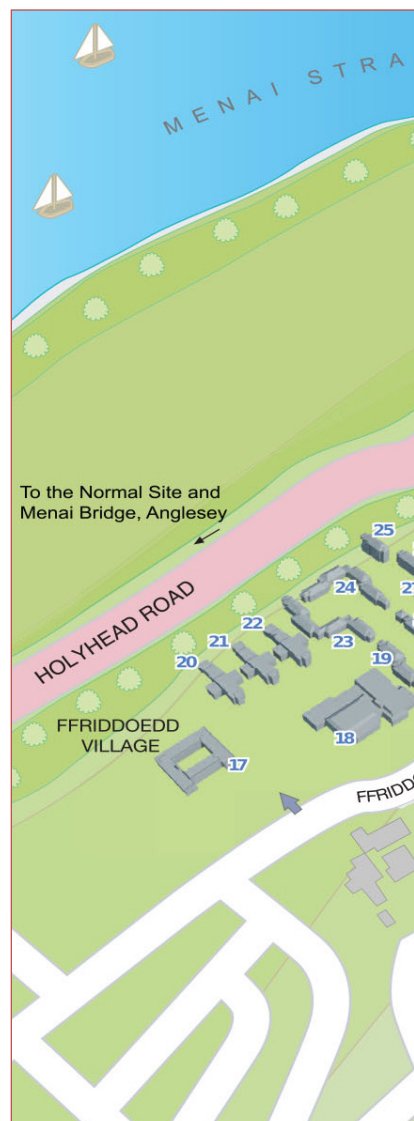 MENAI STRA
To the Normal Site and
Menai Bridge, Anglesey
HOLYHEAD ROAD
25
24
22
23
21
20
19
FFRIDDOEDD
VILLAGE
17
18